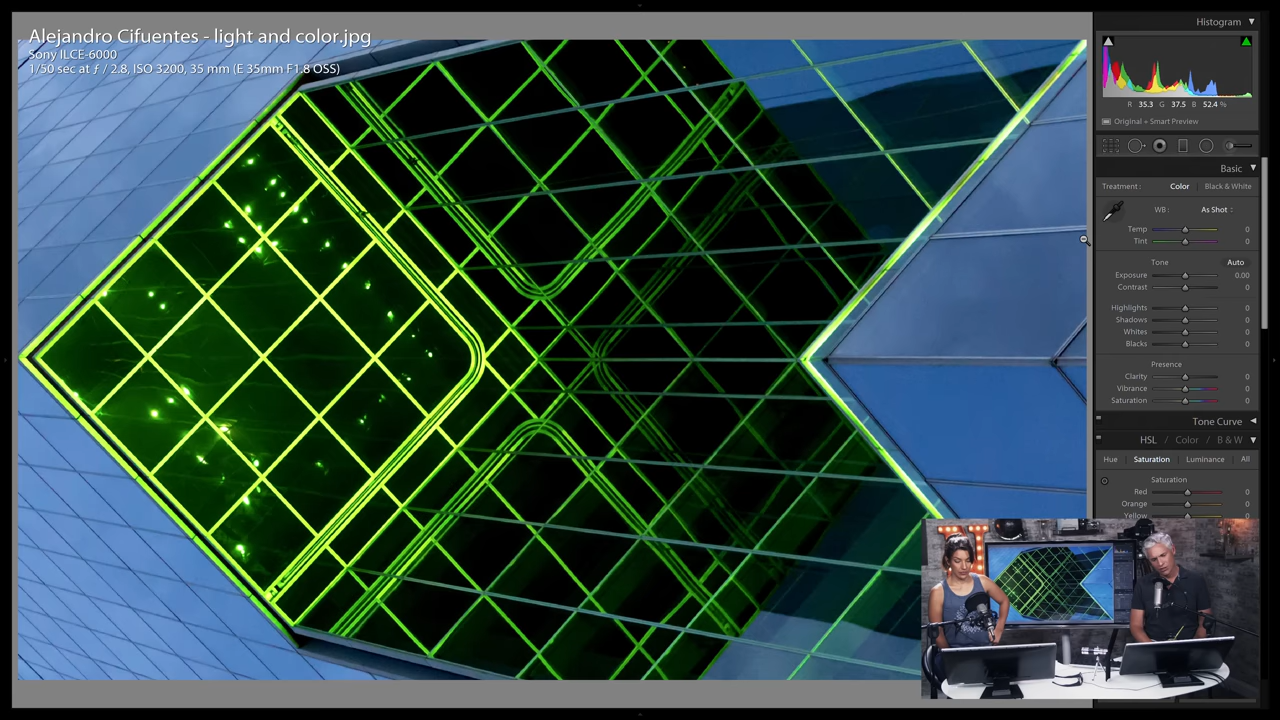 Alejandro Cifuentes - light and color.jpg
Sony ILCE-6000
1/50 sec at ƒ / 2.8, ISO 3200, 35 mm (E 35mm F1.8 OSS)
Histogram
R 35.3 G 37.5 B 52.4 %
Original + Smart Preview
Basic
Treatment : Color | Black & White
WB : As Shot
Temp 0
Tint 0
Tone Auto
Exposure 0.00
Contrast 0
Highlights 0
Shadows 0
Whites 0
Blacks 0
Presence
Clarity 0
Vibrance 0
Saturation 0
Tone Curve
HSL / Color / B & W
Hue Saturation Luminance All
Saturation
Red 0
Orange 0
Yellow 0